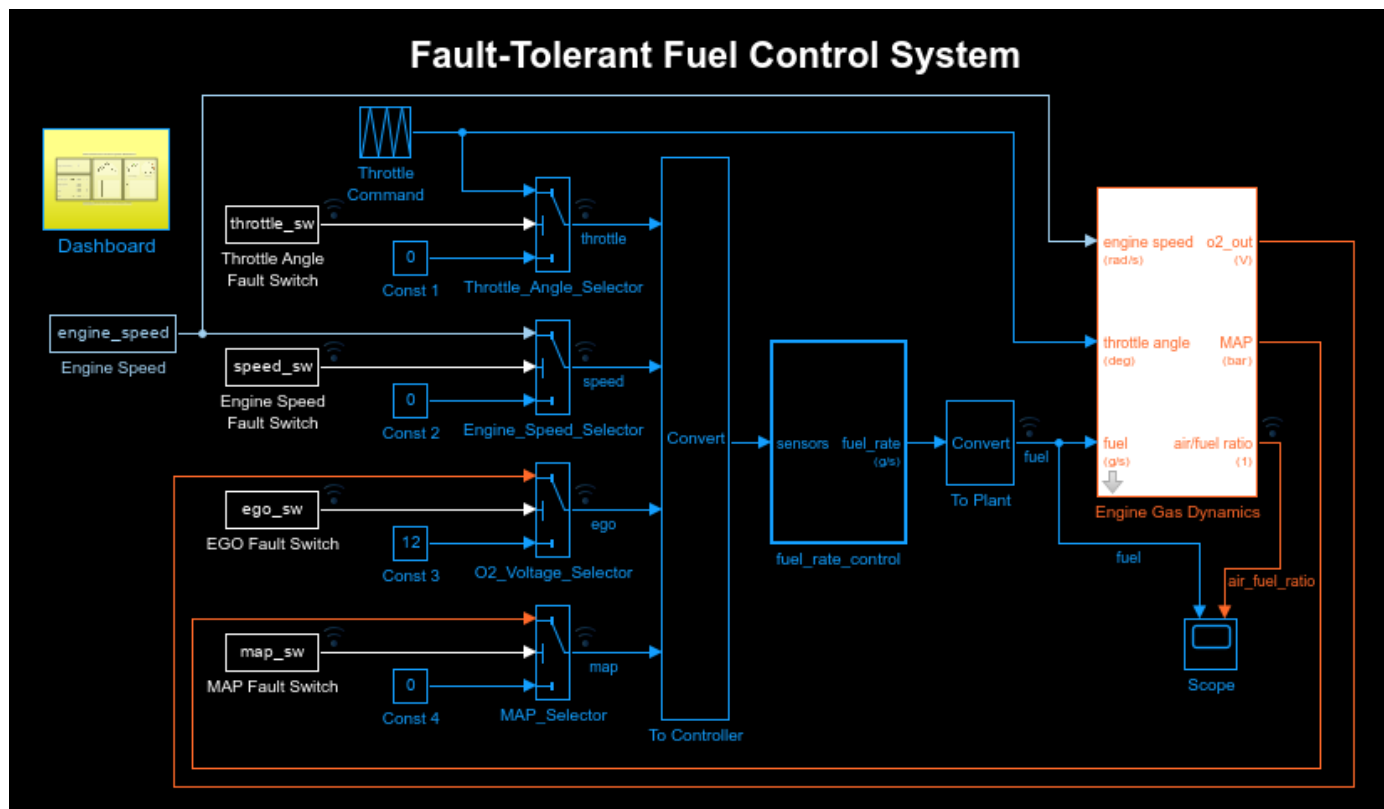 Fault-Tolerant Fuel Control System
Dashboard
Throttle
Command
throttle_sw
Throttle Angle
Fault Switch
0
Const 1
throttle
Throttle_Angle_Selector
engine_speed
Engine Speed
speed_sw
Engine Speed
Fault Switch
0
Const 2
speed
Engine_Speed_Selector
ego_sw
EGO Fault Switch
12
Const 3
ego
O2_Voltage_Selector
map_sw
MAP Fault Switch
0
Const 4
map
MAP_Selector
Convert
To Controller
sensors
fuel_rate
(g/s)
fuel_rate_control
Convert
To Plant
fuel
engine speed
(rad/s)
o2_out
(V)
throttle angle
(deg)
MAP
(bar)
fuel
(g/s)
air/fuel ratio
(1)
Engine Gas Dynamics
fuel
air_fuel_ratio
Scope